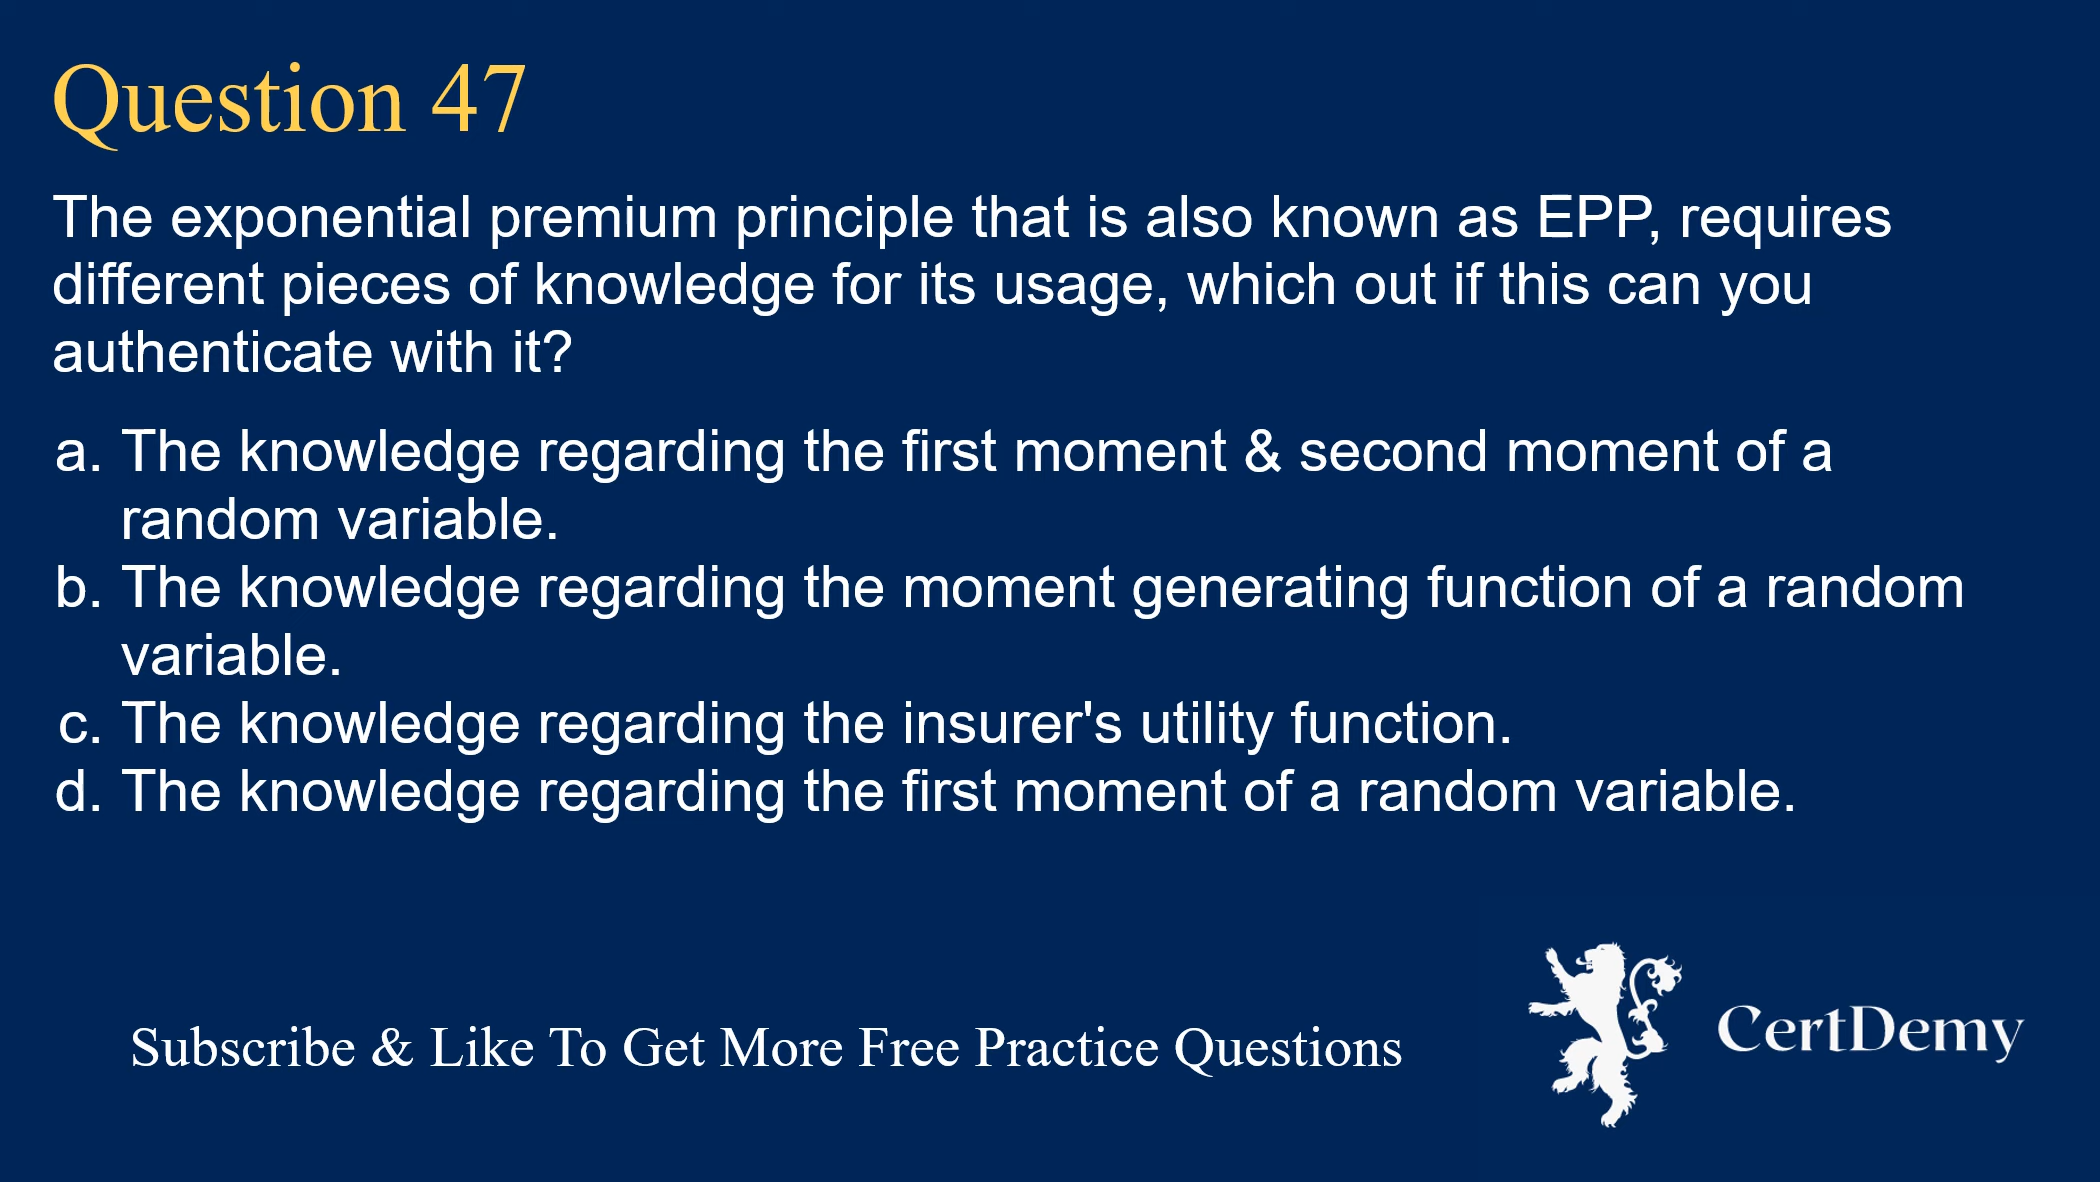 Question 47
The exponential premium principle that is also known as EPP, requires
different pieces of knowledge for its usage, which out if this can you
authenticate with it?
a. The knowledge regarding the first moment & second moment of a
random variable.
b. The knowledge regarding the moment generating function of a random
variable.
c. The knowledge regarding the insurer's utility function.
d. The knowledge regarding the first moment of a random variable.
Subscribe & Like To Get More Free Practice Questions
CertDemy